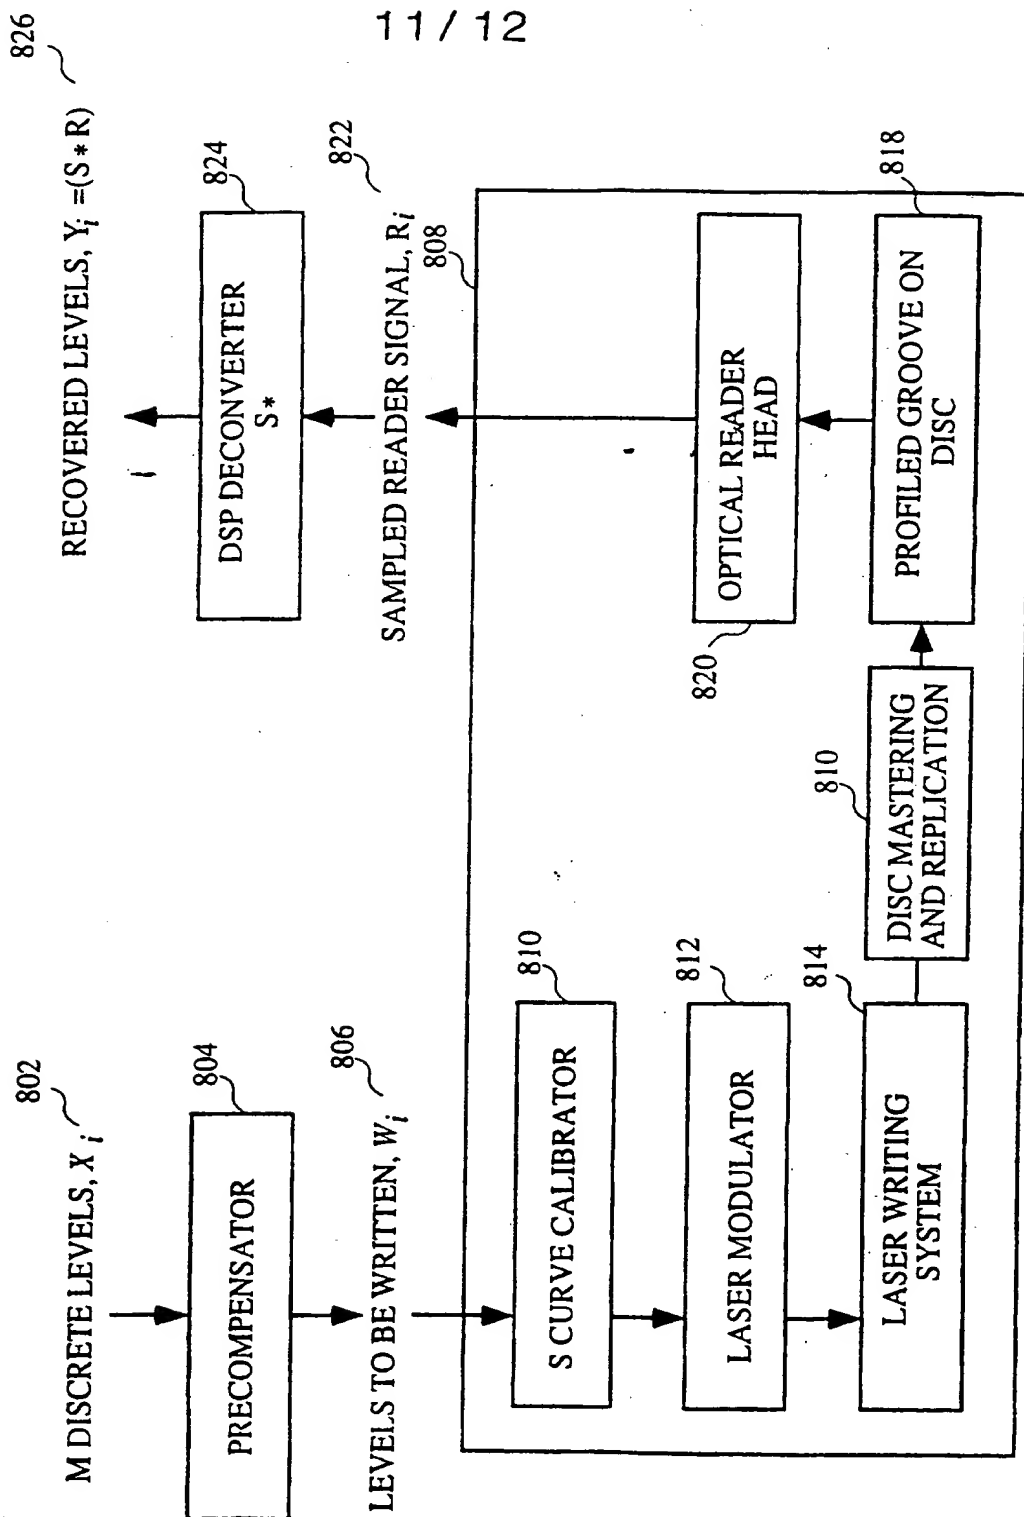 11/12
802
M DISCRETE LEVELS, Xi
804
PRECOMPENSATOR
806
LEVELS TO BE WRITTEN, Wi
808
810
S CURVE CALIBRATOR
812
LASER MODULATOR
814
LASER WRITING
SYSTEM
810
DISC MASTERING
AND REPLICATION
818
PROFILED GROOVE ON
DISC
820
OPTICAL READER
HEAD
822
SAMPLED READER SIGNAL, Ri
824
DSP DECONVERTER
S*
826
RECOVERED LEVELS, Yi =(S*R)